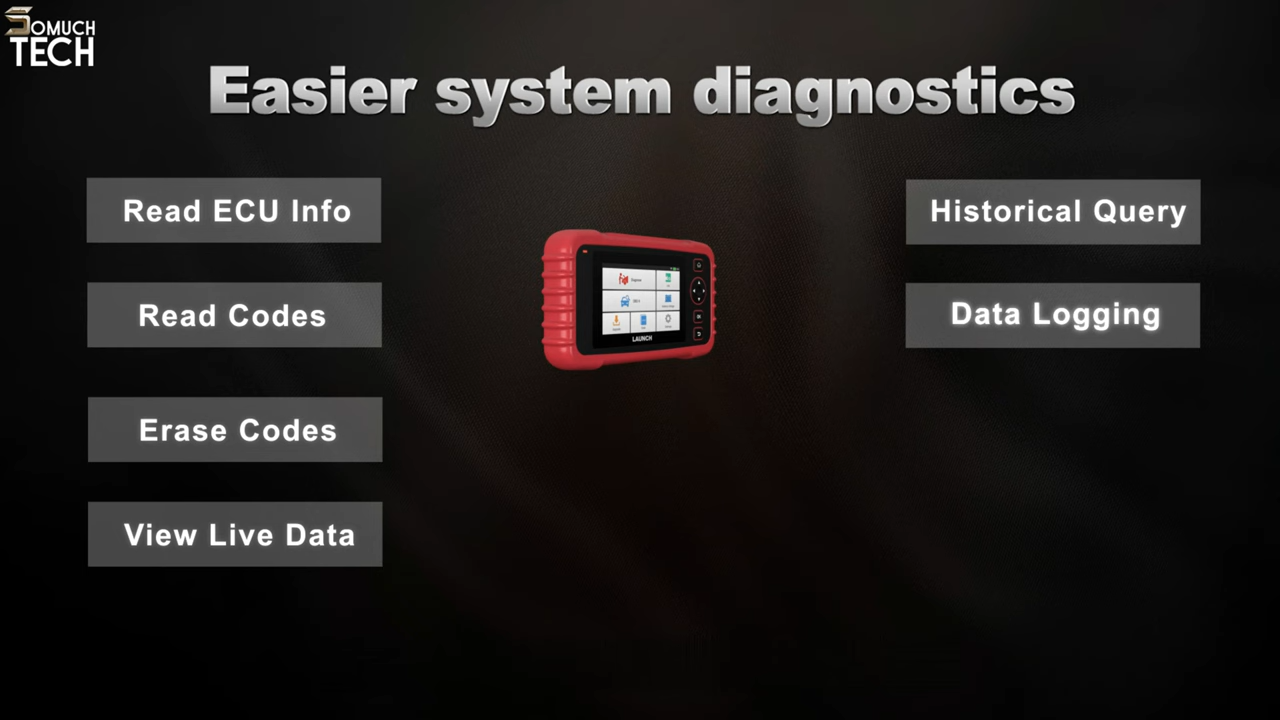 SOMUCH
TECH
Easier system diagnostics
Read ECU Info
Read Codes
Erase Codes
View Live Data
Historical Query
Data Logging
LAUNCH